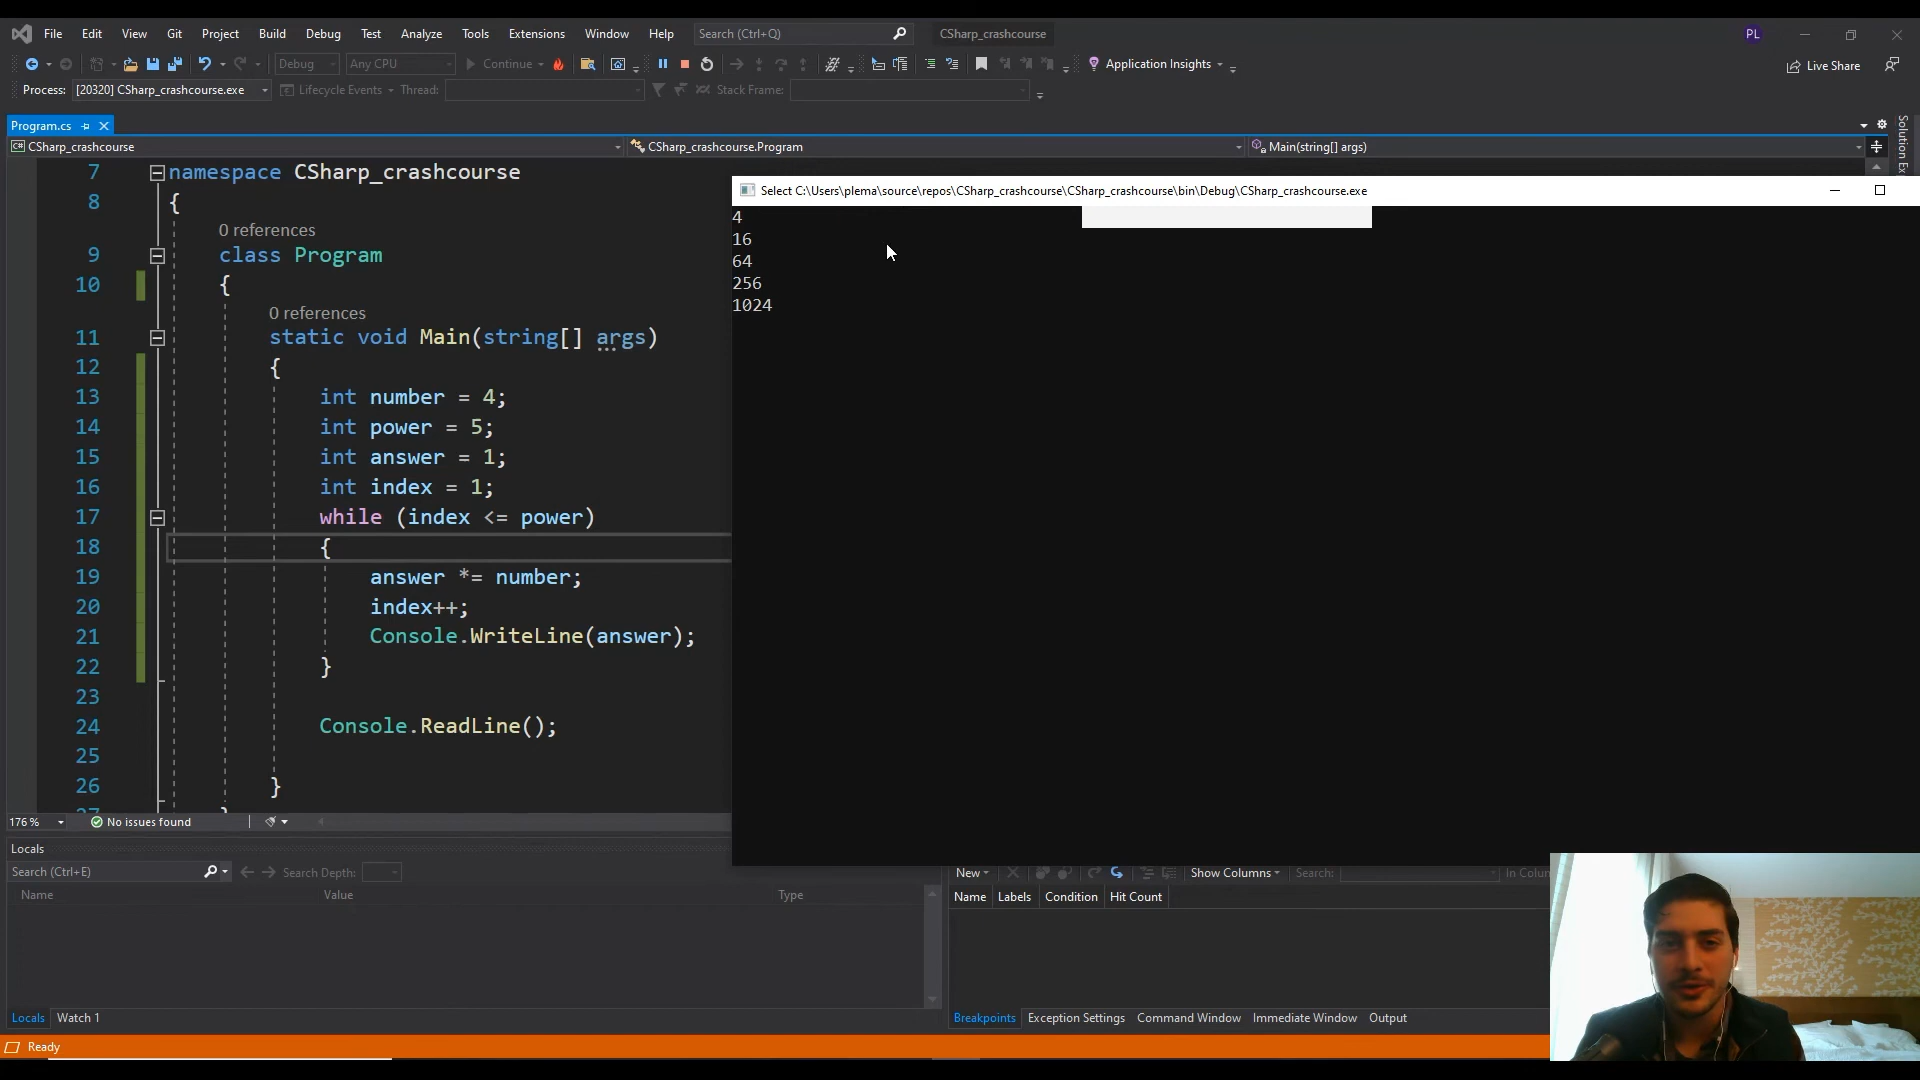 File Edit View Git Project Build Debug Test Analyze Tools Extensions Window Help Search (Ctrl+Q) CSharp_crashcourse PL
Debug Any CPU Continue Application Insights Live Share
Process: [20320] CSharp_crashcourse.exe Lifecycle Events Thread: Stack Frame:
Program.cs
CSharp_crashcourse CSharp_crashcourse.Program Main(string[] args)
Solution Ex
7 namespace CSharp_crashcourse
8 {
0 references
9 class Program
10 {
0 references
11 static void Main(string[] args)
12 {
13 int number = 4;
14 int power = 5;
15 int answer = 1;
16 int index = 1;
17 while (index <= power)
18 {
19 answer *= number;
20 index++;
21 Console.WriteLine(answer);
22 }
23
24 Console.ReadLine();
25
26 }
27 }
Select C:\Users\plema\source\repos\CSharp_crashcourse\CSharp_crashcourse\bin\Debug\CSharp_crashcourse.exe
4
16
64
256
1024
176 % No issues found
Locals
Search (Ctrl+E) Search Depth:
Name Value Type
Locals Watch 1
New Show Columns Search: In Colum
Name Labels Condition Hit Count
Breakpoints Exception Settings Command Window Immediate Window Output
Ready